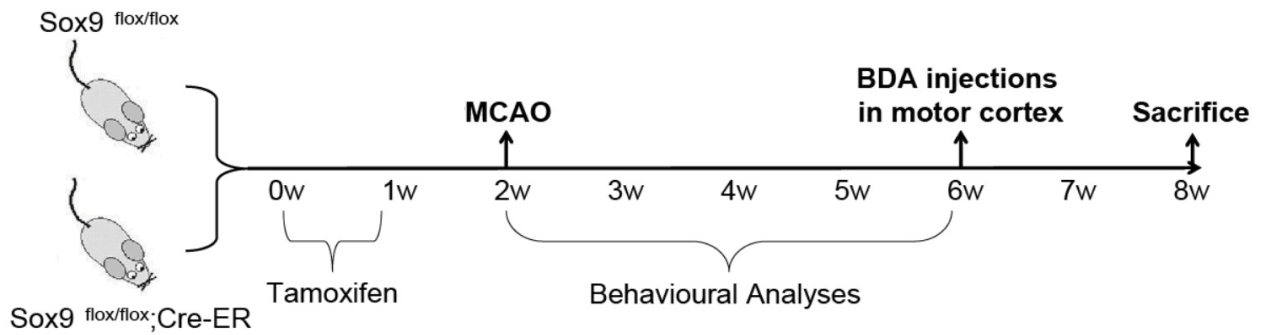 Sox9 flox/flox
BDA injections
in motor cortex
MCAO
Sacrifice
0w 1w 2w 3w 4w 5w 6w 7w 8w
Tamoxifen
Behavioural Analyses
Sox9 flox/flox;Cre-ER